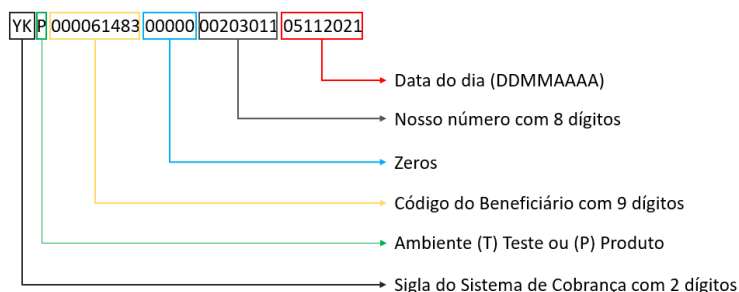 YK P 000061483 00000 00203011 05112021
Data do dia (DDMMAAAA)
Nosso número com 8 dígitos
Zeros
Código do Beneficiário com 9 dígitos
Ambiente (T) Teste ou (P) Produto
Sigla do Sistema de Cobrança com 2 dígitos